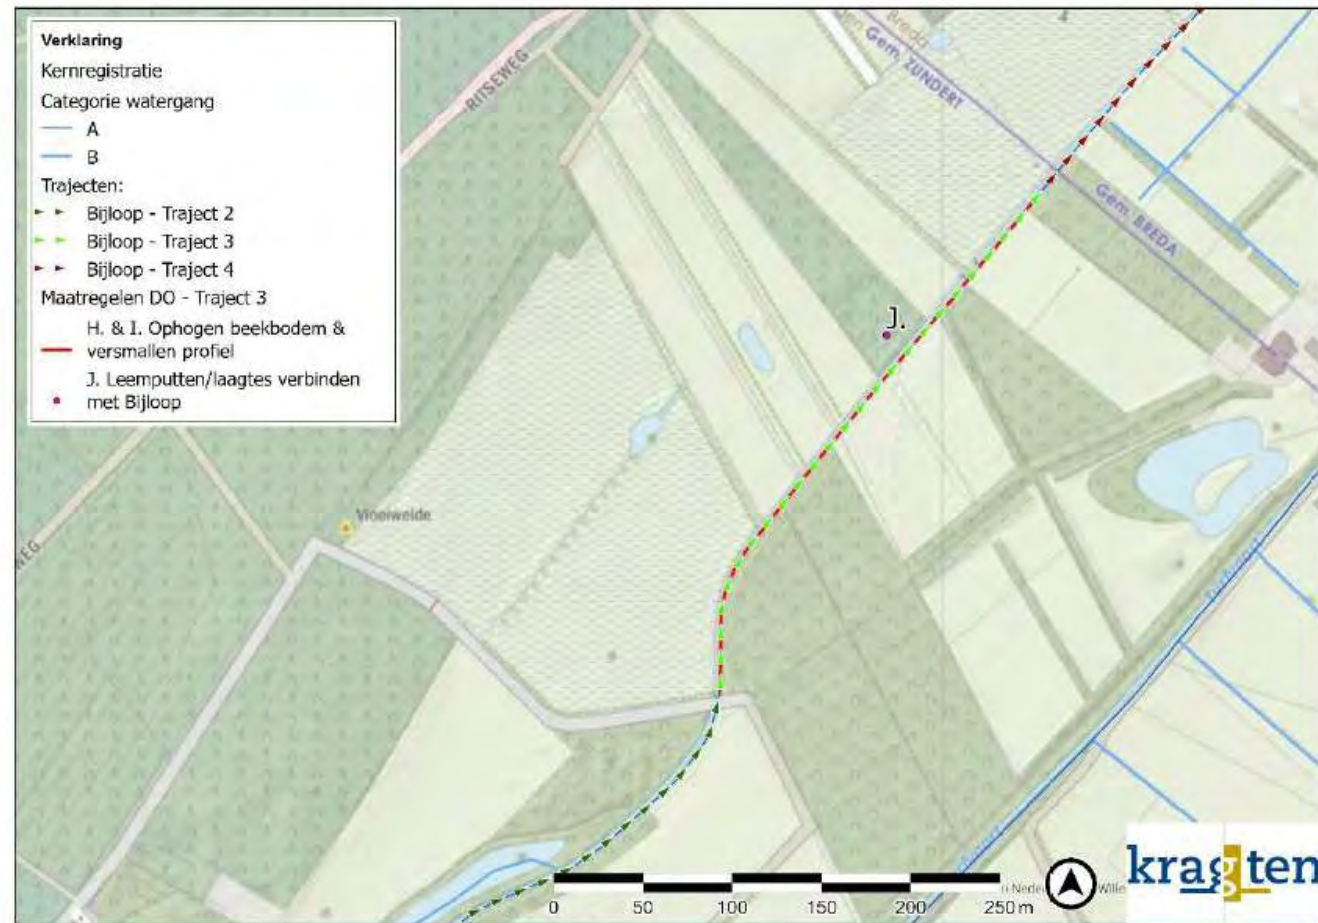 Verklaring
Kernregistratie
Categorie watergang
A
B
Trajecten:
Bijloop - Traject 2
Bijloop - Traject 3
Bijloop - Traject 4
Maatregelen DO - Traject 3
H. & I. Ophogen beekbodem &
versmallen profiel
J. Leemputten/laagtes verbinden
met Bijloop
RITSEWEG
Breda
Gem. ZUNDERT
Gem. BREDA
J.
Vloeiweide
WEG
0 50 100 150 200 250 m
kragten